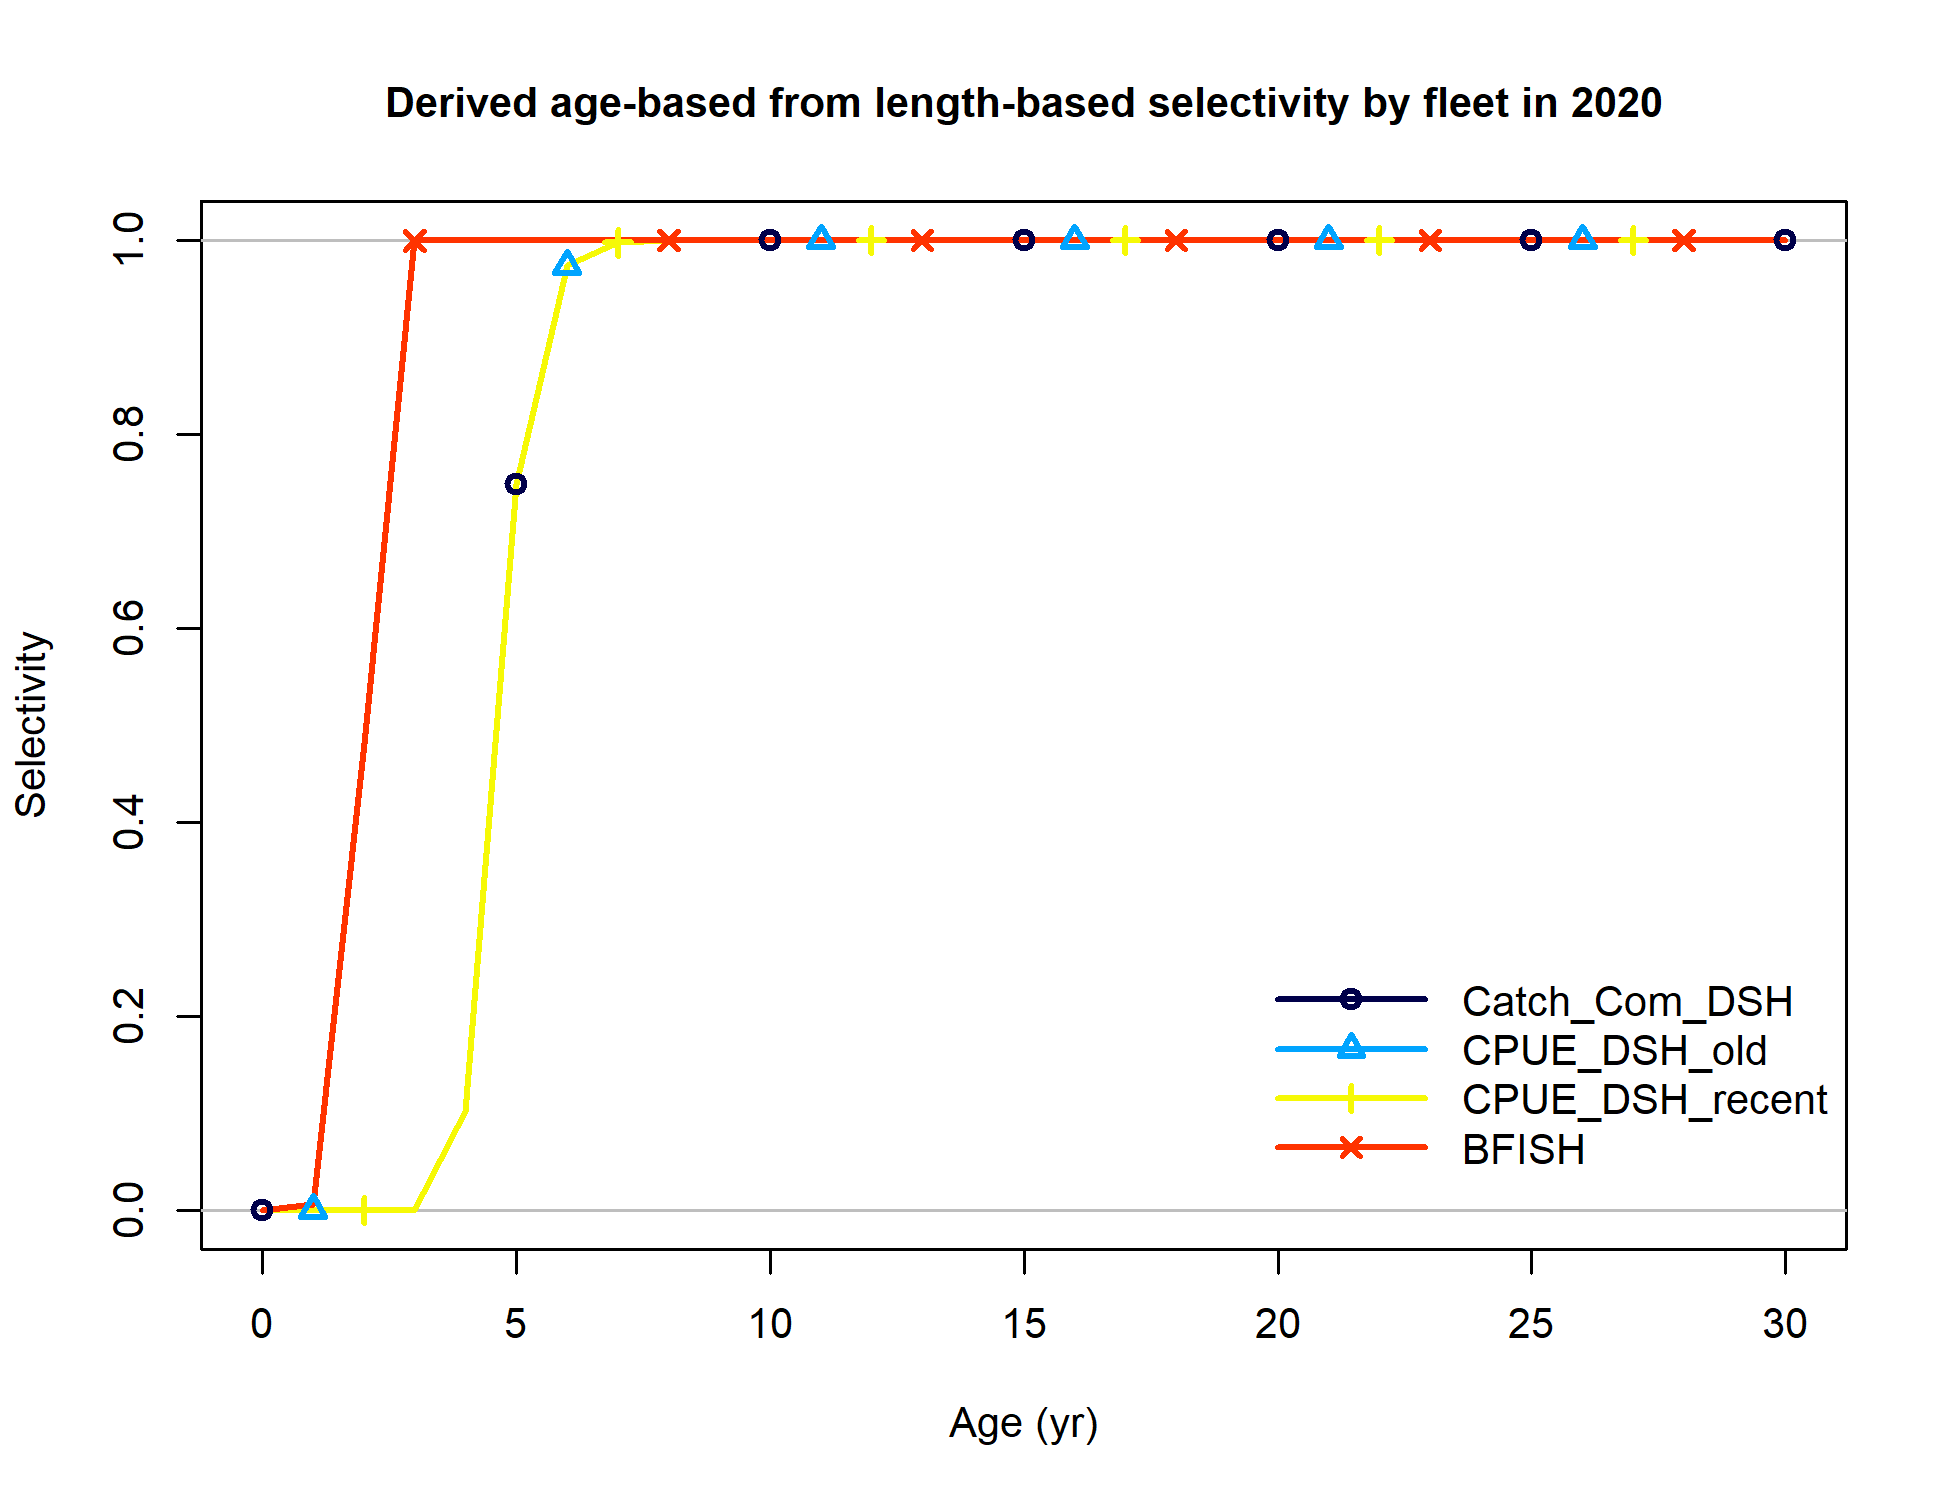 Derived age-based from length-based selectivity by fleet in 2020
1.0
0.8
0.6
0.4
0.2
0.0
Selectivity
Catch_Com_DSH
CPUE_DSH_old
CPUE_DSH_recent
BFISH
0 5 10 15 20 25 30
Age (yr)